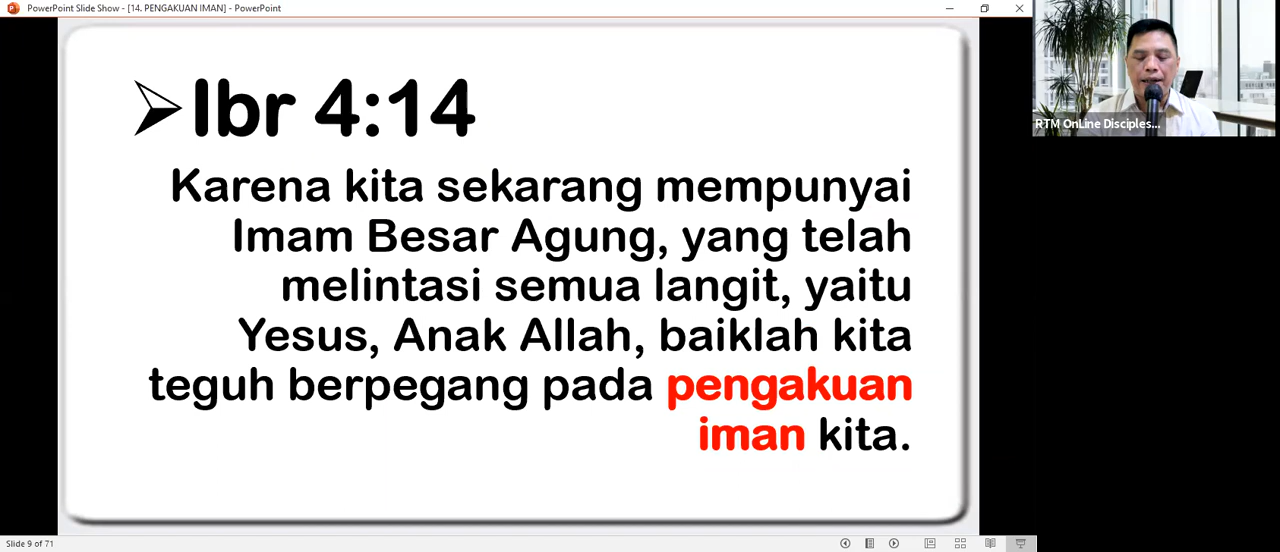 PowerPoint Slide Show - [14. PENGAKUAN IMAN] - PowerPoint
Ibr 4:14
Karena kita sekarang mempunyai
Imam Besar Agung, yang telah
melintasi semua langit, yaitu
Yesus, Anak Allah, baiklah kita
teguh berpegang pada pengakuan
iman kita.
RTM OnLine Disciples...
Slide 9 of 71